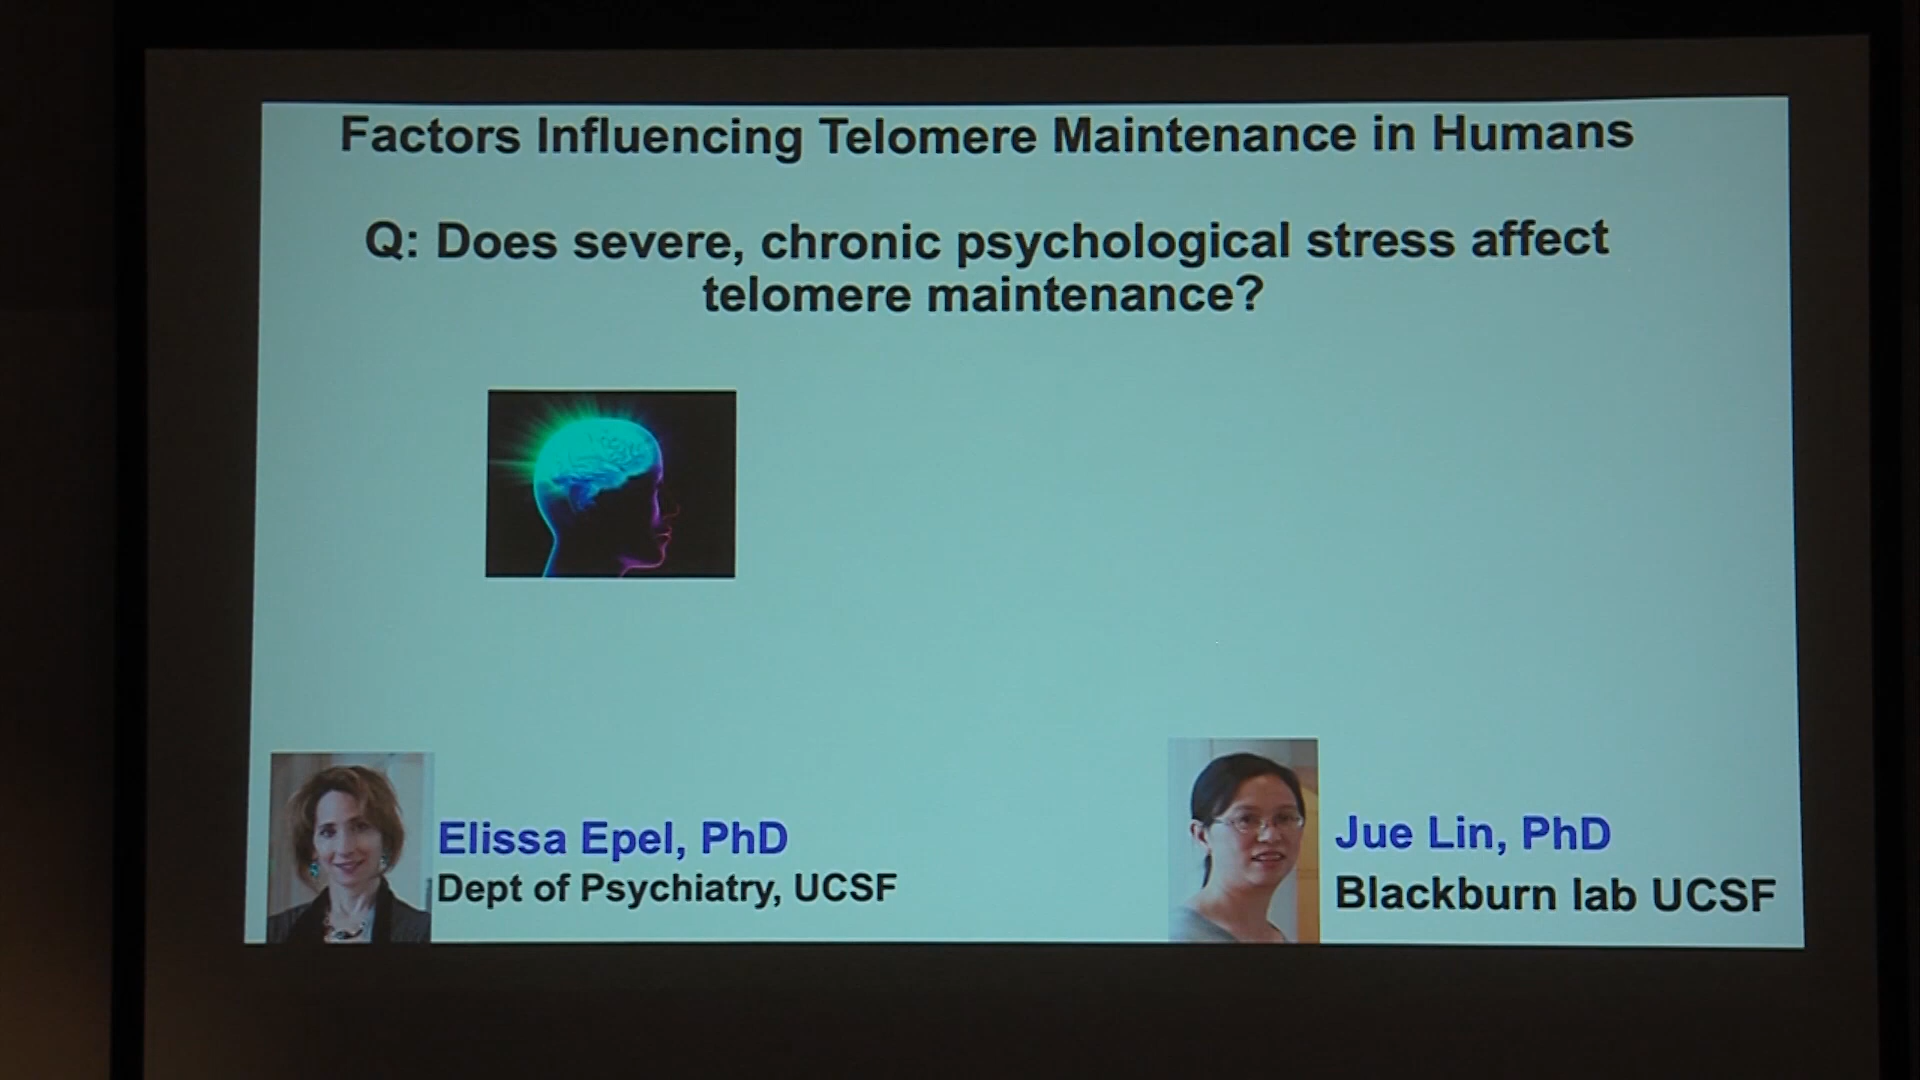 Factors Influencing Telomere Maintenance in Humans
Q: Does severe, chronic psychological stress affect
telomere maintenance?
Elissa Epel, PhD
Dept of Psychiatry, UCSF
Jue Lin, PhD
Blackburn lab UCSF